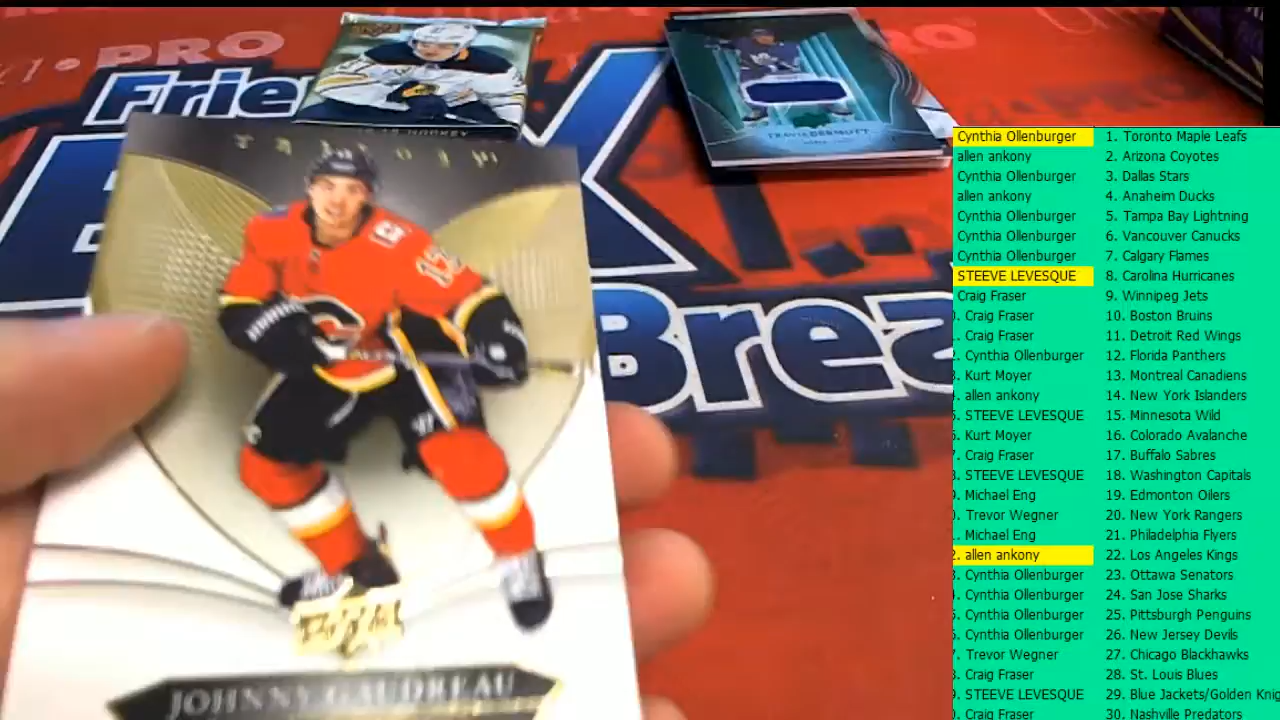 PRO
Frie
Brea
TRAVIS DERMOTT
JOHNNY GAUDREAU
13
Cynthia Ollenburger 1. Toronto Maple Leafs
allen ankony 2. Arizona Coyotes
Cynthia Ollenburger 3. Dallas Stars
allen ankony 4. Anaheim Ducks
Cynthia Ollenburger 5. Tampa Bay Lightning
Cynthia Ollenburger 6. Vancouver Canucks
Cynthia Ollenburger 7. Calgary Flames
STEEVE LEVESQUE 8. Carolina Hurricanes
Craig Fraser 9. Winnipeg Jets
. Craig Fraser 10. Boston Bruins
. Craig Fraser 11. Detroit Red Wings
. Cynthia Ollenburger 12. Florida Panthers
. Kurt Moyer 13. Montreal Canadiens
. allen ankony 14. New York Islanders
. STEEVE LEVESQUE 15. Minnesota Wild
. Kurt Moyer 16. Colorado Avalanche
. Craig Fraser 17. Buffalo Sabres
. STEEVE LEVESQUE 18. Washington Capitals
. Michael Eng 19. Edmonton Oilers
. Trevor Wegner 20. New York Rangers
. Michael Eng 21. Philadelphia Flyers
. allen ankony 22. Los Angeles Kings
. Cynthia Ollenburger 23. Ottawa Senators
. Cynthia Ollenburger 24. San Jose Sharks
. Cynthia Ollenburger 25. Pittsburgh Penguins
. Cynthia Ollenburger 26. New Jersey Devils
. Trevor Wegner 27. Chicago Blackhawks
. Craig Fraser 28. St. Louis Blues
. STEEVE LEVESQUE 29. Blue Jackets/Golden Knig
. Craig Fraser 30. Nashville Predators